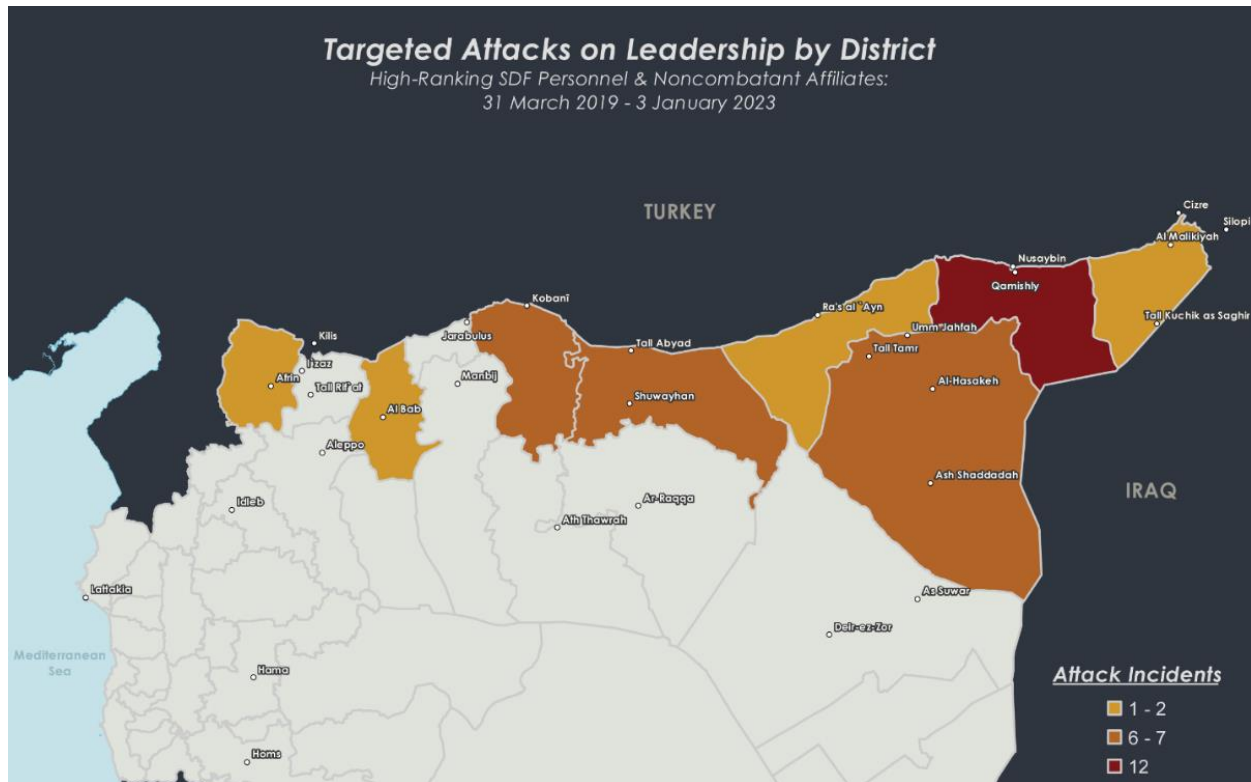 Targeted Attacks on Leadership by District
High-Ranking SDF Personnel & Noncombatant Affiliates:
31 March 2019 - 3 January 2023
TURKEY
Cizre
Silopi
Al Malikiyah
Nusaybin
Qamishly
Kobanî
Ra's al `Ayn
Tall Kuchik as Saghir
Jarabulus
Umm Jahfah
Kilis
Tall Abyad
Tall Tamr
I`zaz
Afrin
Tall Rif`at
Manbij
Al-Hasakeh
Shuwayhan
Al Bab
Aleppo
Ash Shaddadah
IRAQ
Idleb
Ar-Raqqa
Ath Thawrah
Lattakia
As Suwar
Deir-ez-Zor
Mediterranean
Sea
Hama
Homs
Attack Incidents
1 - 2
6 - 7
12